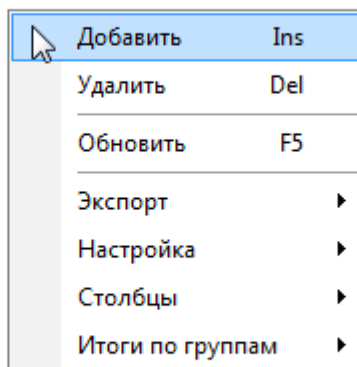 Добавить Ins
Удалить Del
Обновить F5
Экспорт
Настройка
Столбцы
Итоги по группам